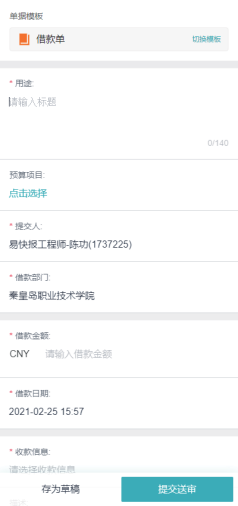 单据模板
借款单 切换模板
* 用途:
请输入标题
0/140
预算项目:
点击选择
* 提交人:
易快报工程师-陈功(1737225)
* 借款部门:
秦皇岛职业技术学院
* 借款金额:
CNY 请输入借款金额
* 借款日期:
2021-02-25 15:57
* 收款信息:
请选择收款信息
存为草稿 提交送审